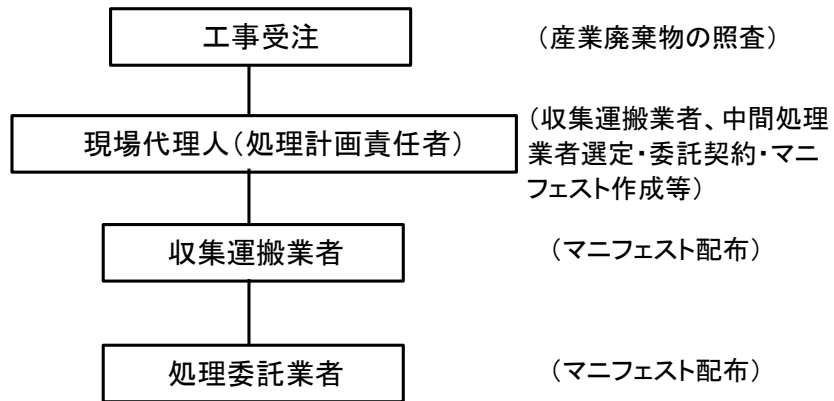 工事受注
（産業廃棄物の照査）
現場代理人（処理計画責任者）
（収集運搬業者、中間処理
業者選定・委託契約・マニ
フェスト作成等）
収集運搬業者
（マニフェスト配布）
処理委託業者
（マニフェスト配布）